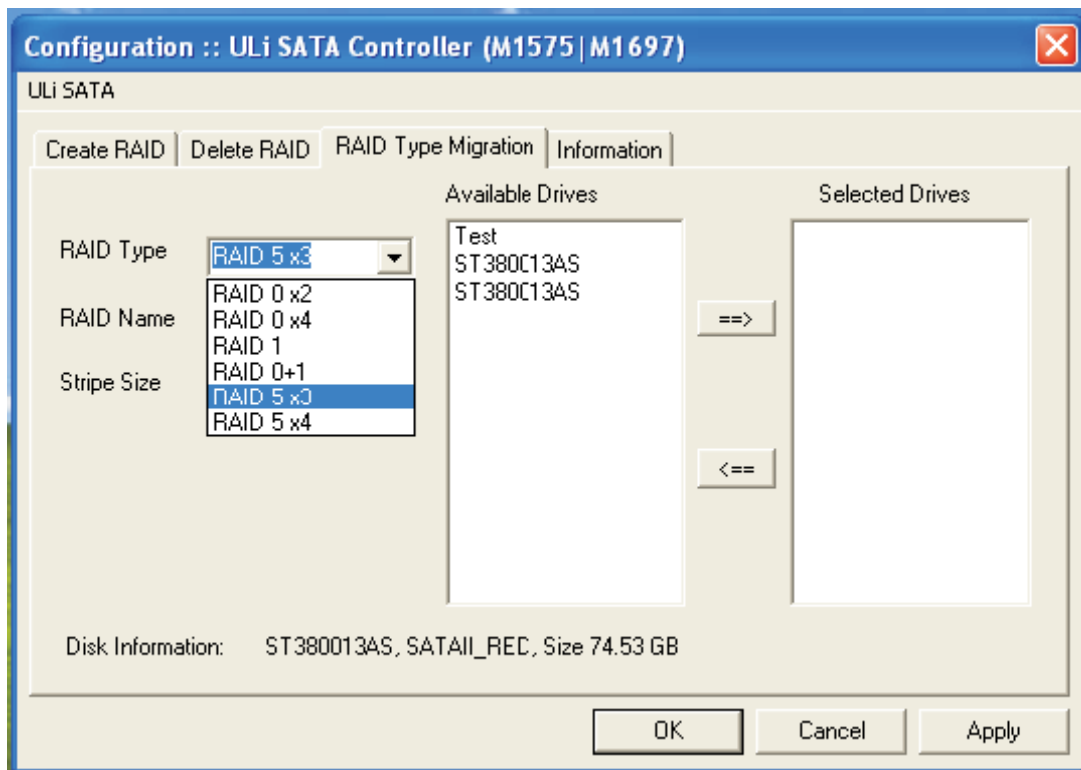 Configuration :: ULi SATA Controller (M1575|M1697)
ULi SATA
Create RAID
Delete RAID
RAID Type Migration
Information
Available Drives
Selected Drives
RAID Type
RAID 5 x3
RAID 0 x2
RAID 0 x4
RAID 1
RAID 0+1
RAID 5 x3
RAID 5 x4
RAID Name
Stripe Size
Test
ST380013AS
ST380013AS
==>
<==
Disk Information: ST380013AS, SATAII_RED, Size 74.53 GB
OK
Cancel
Apply